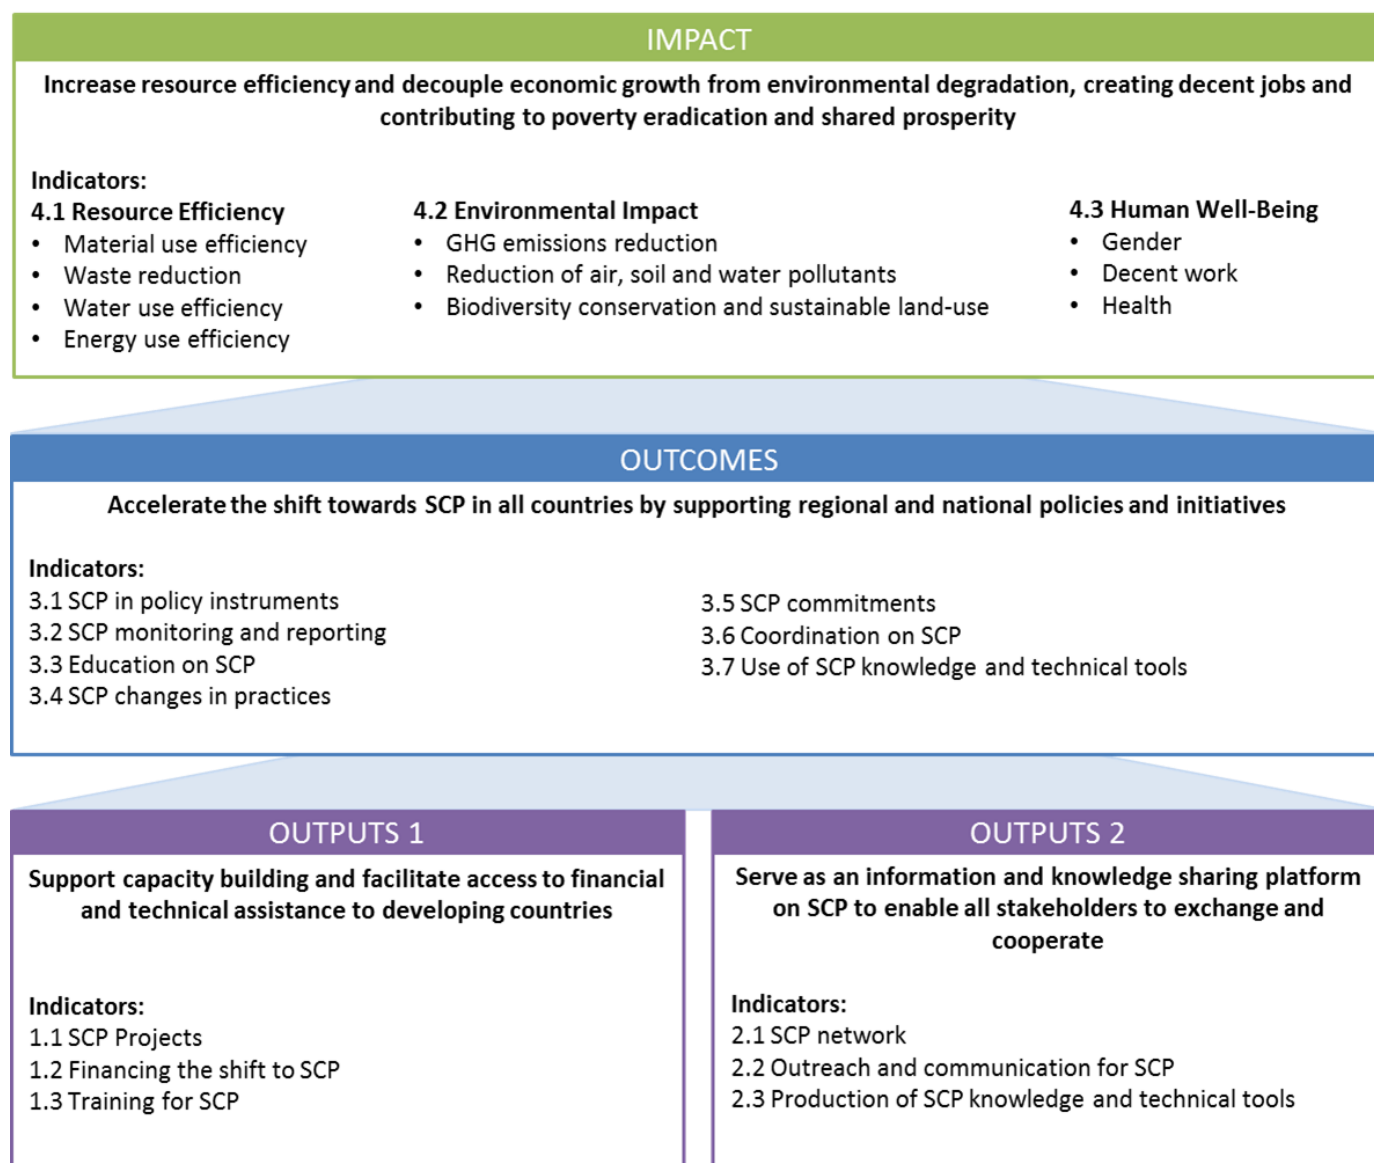 IMPACT
Increase resource efficiency and decouple economic growth from environmental degradation, creating decent jobs and
contributing to poverty eradication and shared prosperity
Indicators:
4.1 Resource Efficiency
• Material use efficiency
• Waste reduction
• Water use efficiency
• Energy use efficiency
4.2 Environmental Impact
• GHG emissions reduction
• Reduction of air, soil and water pollutants
• Biodiversity conservation and sustainable land-use
4.3 Human Well-Being
• Gender
• Decent work
• Health
OUTCOMES
Accelerate the shift towards SCP in all countries by supporting regional and national policies and initiatives
Indicators:
3.1 SCP in policy instruments
3.2 SCP monitoring and reporting
3.3 Education on SCP
3.4 SCP changes in practices
3.5 SCP commitments
3.6 Coordination on SCP
3.7 Use of SCP knowledge and technical tools
OUTPUTS 1
Support capacity building and facilitate access to financial
and technical assistance to developing countries
Indicators:
1.1 SCP Projects
1.2 Financing the shift to SCP
1.3 Training for SCP
OUTPUTS 2
Serve as an information and knowledge sharing platform
on SCP to enable all stakeholders to exchange and
cooperate
Indicators:
2.1 SCP network
2.2 Outreach and communication for SCP
2.3 Production of SCP knowledge and technical tools